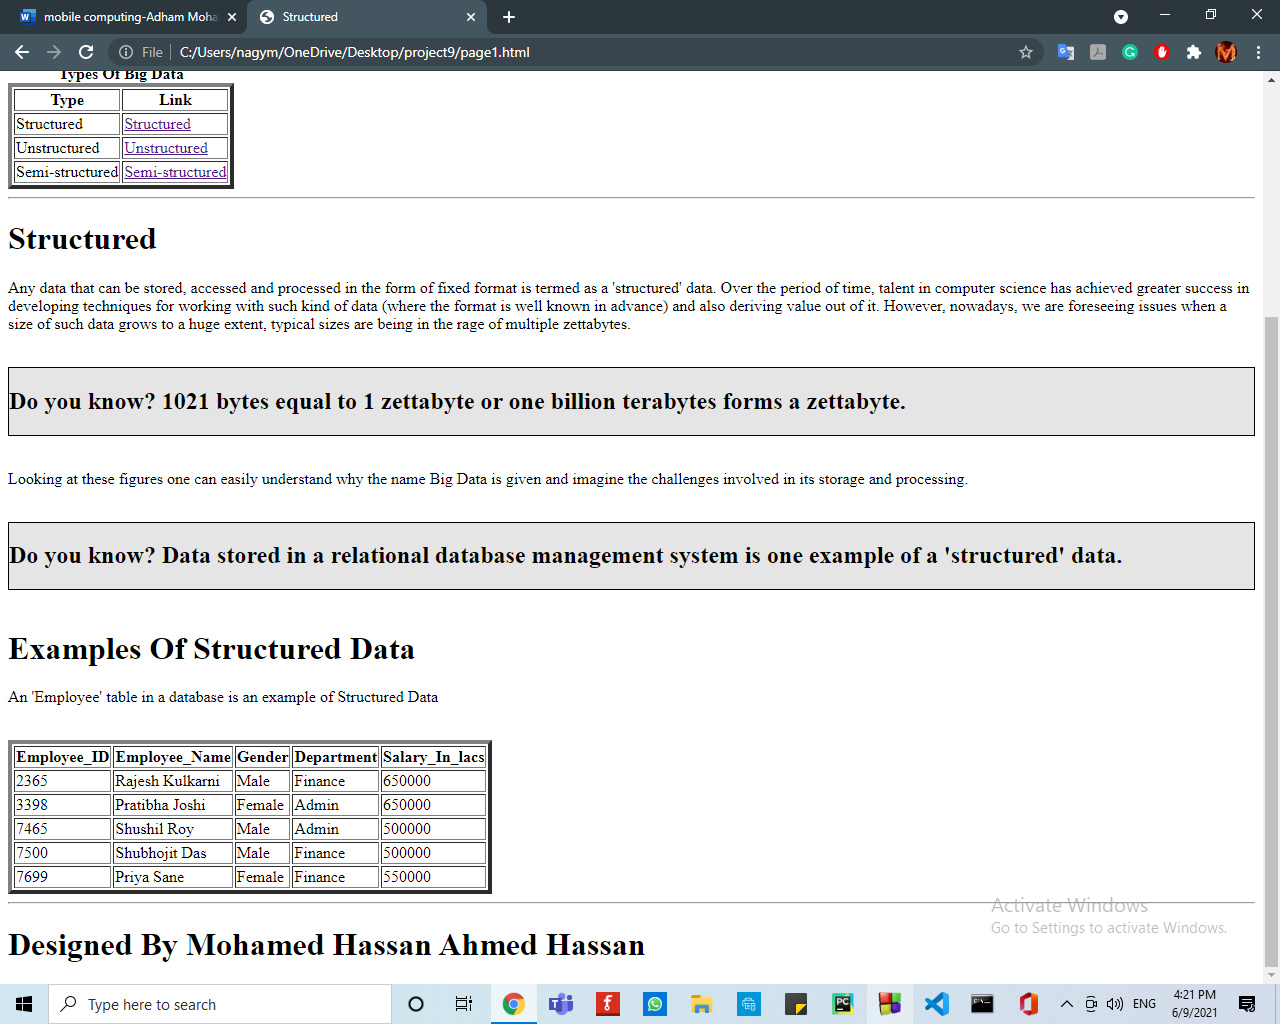 mobile computing-Adham Moha
Structured
File
C:/Users/nagym/OneDrive/Desktop/project9/page1.html
Types Of Big Data
Type Link
Structured Structured
Unstructured Unstructured
Semi-structured Semi-structured
Structured
Any data that can be stored, accessed and processed in the form of fixed format is termed as a 'structured' data. Over the period of time, talent in computer science has achieved greater success in
developing techniques for working with such kind of data (where the format is well known in advance) and also deriving value out of it. However, nowadays, we are foreseeing issues when a
size of such data grows to a huge extent, typical sizes are being in the rage of multiple zettabytes.
Do you know? 1021 bytes equal to 1 zettabyte or one billion terabytes forms a zettabyte.
Looking at these figures one can easily understand why the name Big Data is given and imagine the challenges involved in its storage and processing.
Do you know? Data stored in a relational database management system is one example of a 'structured' data.
Examples Of Structured Data
An 'Employee' table in a database is an example of Structured Data
Employee_ID Employee_Name Gender Department Salary_In_lacs
2365 Rajesh Kulkarni Male Finance 650000
3398 Pratibha Joshi Female Admin 650000
7465 Shushil Roy Male Admin 500000
7500 Shubhojit Das Male Finance 500000
7699 Priya Sane Female Finance 550000
Activate Windows
Go to Settings to activate Windows.
Designed By Mohamed Hassan Ahmed Hassan
Type here to search
ENG
4:21 PM
6/9/2021